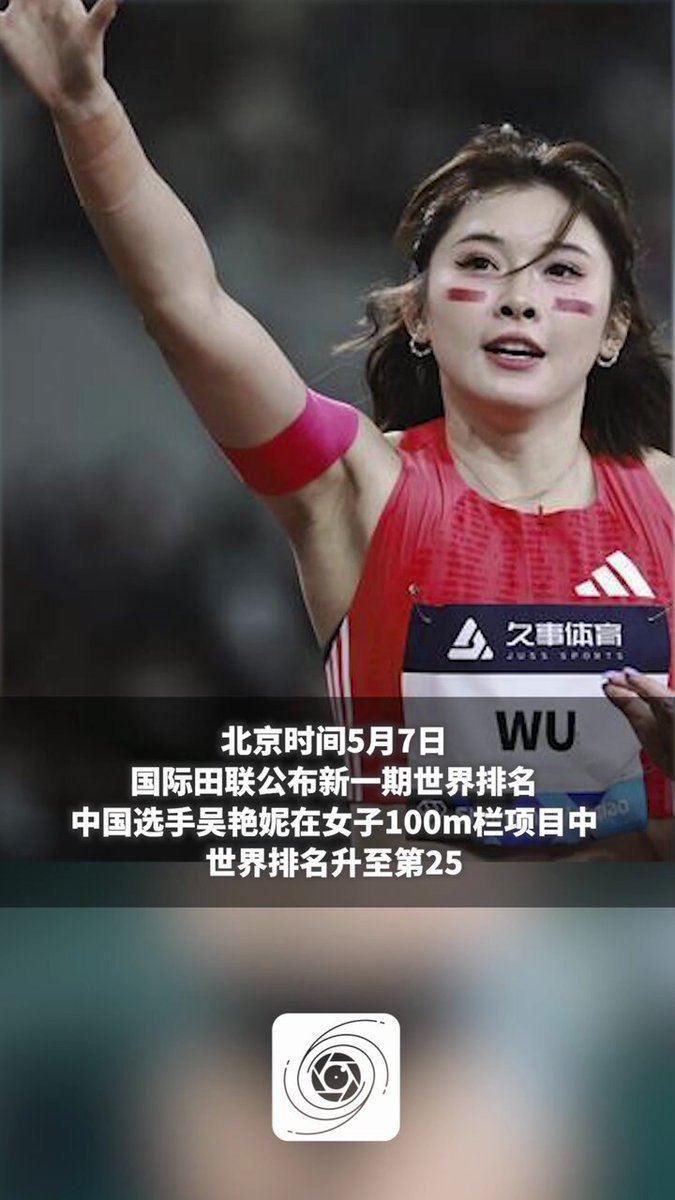 久事体育
JUSS SPORTS
WU
北京时间5月7日
国际田联公布新一期世界排名
中国选手吴艳妮在女子100m栏项目中
世界排名升至第25